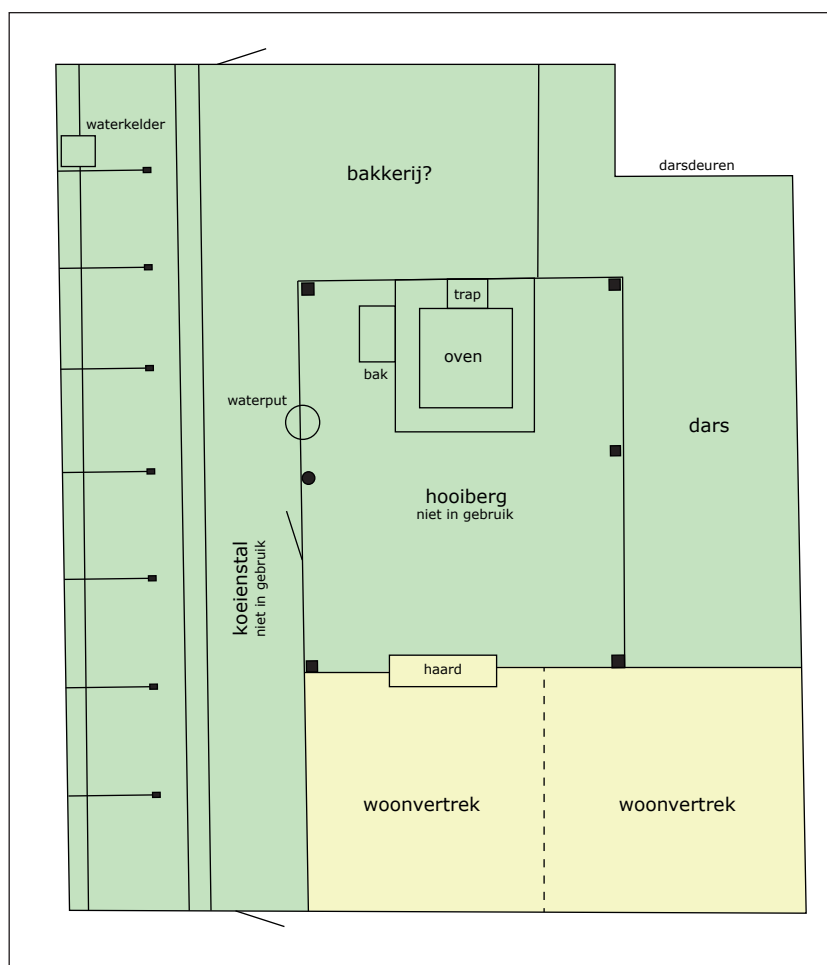 waterkelder
darsdeuren
bakkerij?
trap
oven
bak
waterput
dars
hooiberg
niet in gebruik
koeienstal
niet in gebruik
haard
woonvertrek
woonvertrek